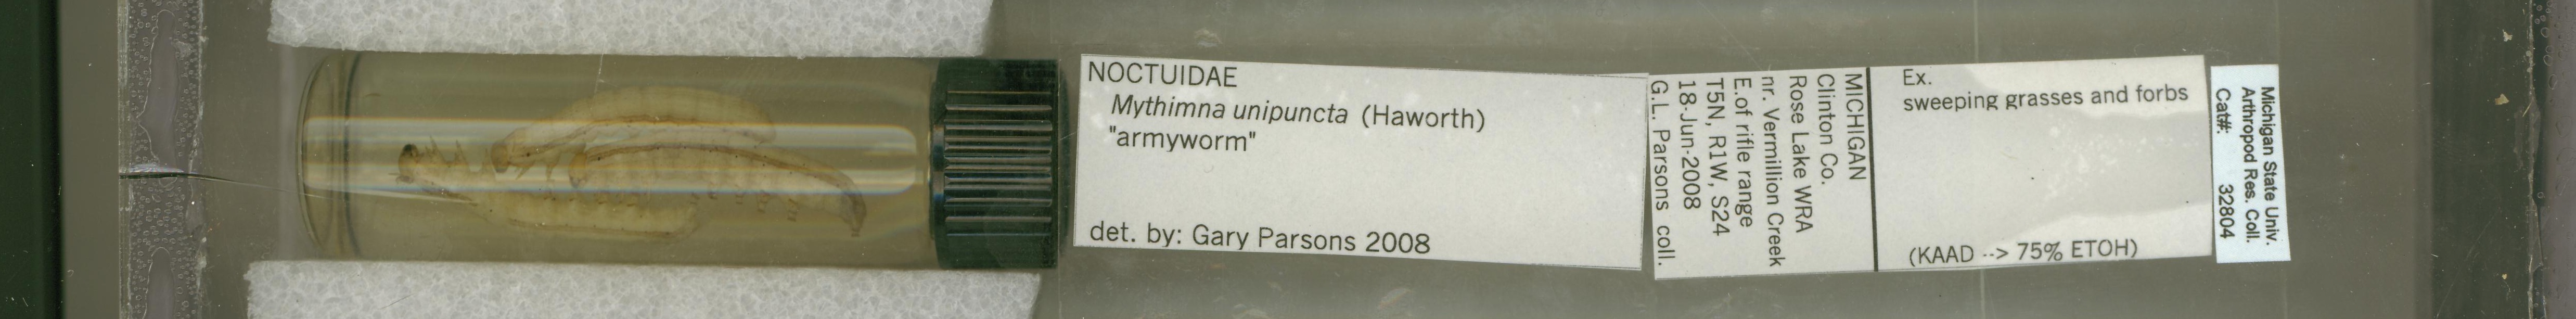 NOCTUIDAE
Mythimna unipuncta (Haworth)
"armyworm"
det. by: Gary Parsons 2008
MICHIGAN
Clinton Co.
Rose Lake WRA
nr. Vermillion Creek
E.of rifle range
T5N, R1W, S24
18-Jun-2008
G.L. Parsons coll.
Ex.
sweeping grasses and forbs
(KAAD --> 75% ETOH)
Michigan State Univ.
Arthropod Res. Coll.
Cat#: 32804